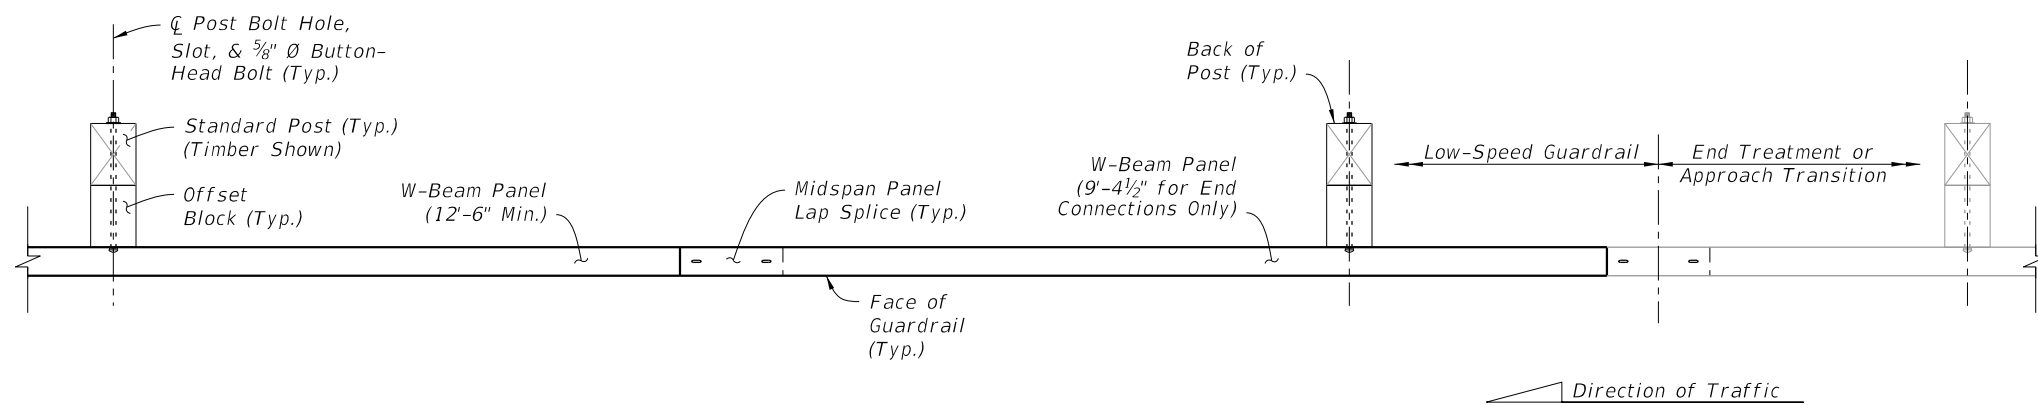 ℄ Post Bolt Hole,
Slot, & ⅝" Ø Button-
Head Bolt (Typ.)
Standard Post (Typ.)
(Timber Shown)
Offset
Block (Typ.)
W-Beam Panel
(12'-6" Min.)
Midspan Panel
Lap Splice (Typ.)
Face of
Guardrail
(Typ.)
W-Beam Panel
(9'-4½" for End
Connections Only)
Back of
Post (Typ.)
Low-Speed Guardrail
End Treatment or
Approach Transition
Direction of Traffic